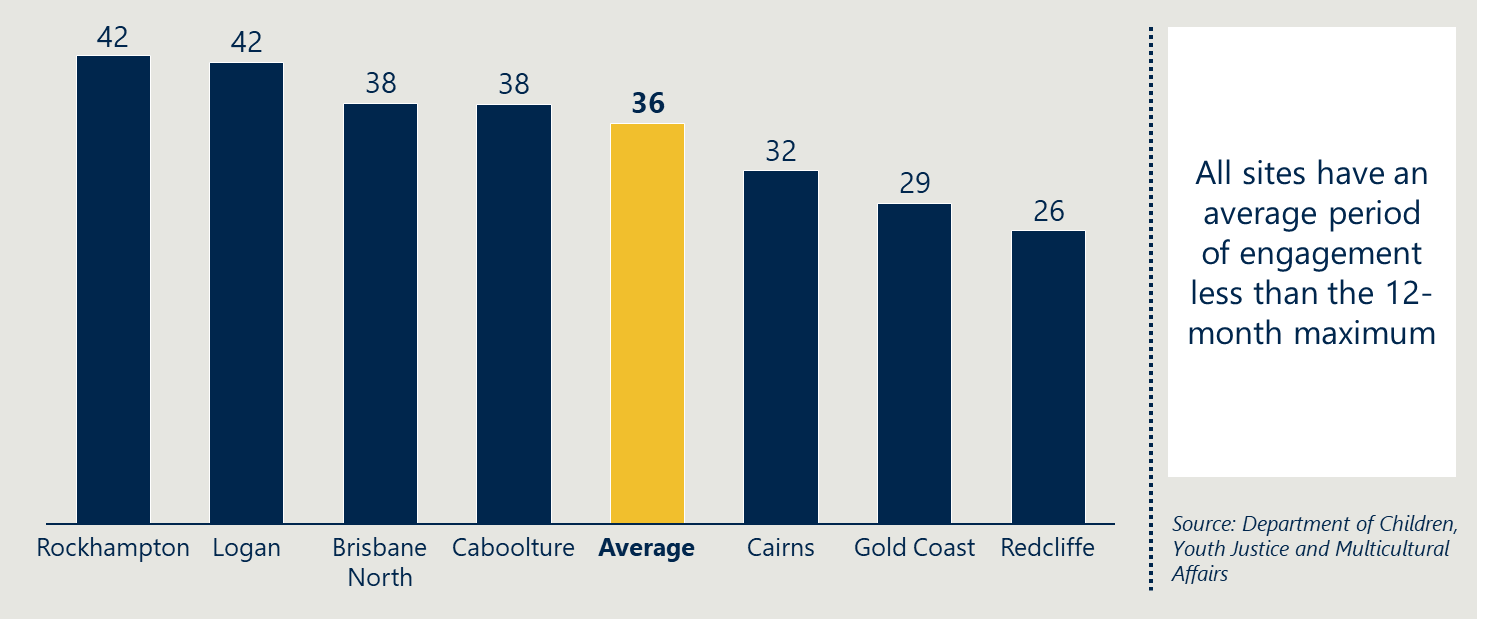 42
42
38
38
36
32
29
26
Rockhampton
Logan
Brisbane
North
Caboolture
Average
Cairns
Gold Coast
Redcliffe
All sites have an
average period
of engagement
less than the 12-
month maximum
Source: Department of Children,
Youth Justice and Multicultural
Affairs